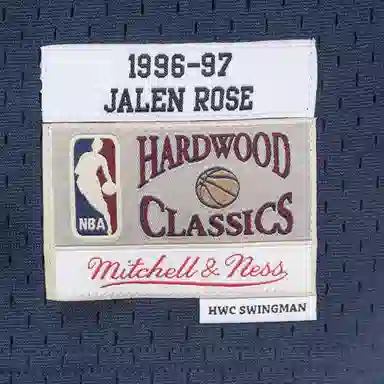 1996-97
JALEN ROSE
HARDWOOD
CLASSICS
NBA
Mitchell & Ness
HWC SWINGMAN